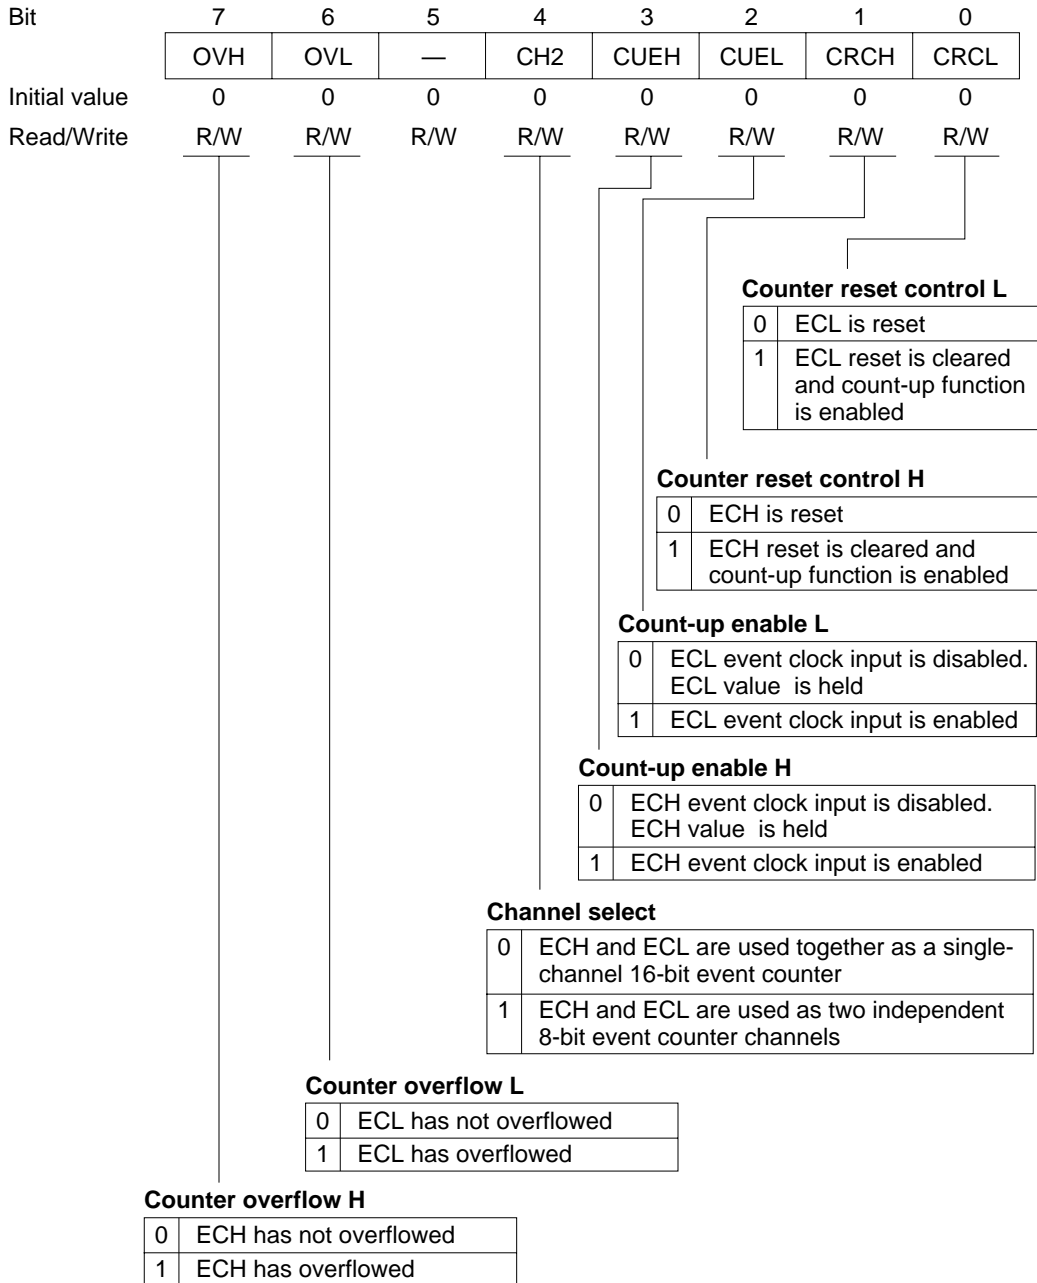 Bit 7 6 5 4 3 2 1 0
OVH OVL — CH2 CUEH CUEL CRCH CRCL
Initial value 0 0 0 0 0 0 0 0
Read/Write R/W R/W R/W R/W R/W R/W R/W R/W
Counter reset control L
0 ECL is reset
1 ECL reset is cleared
and count-up function
is enabled
Counter reset control H
0 ECH is reset
1 ECH reset is cleared and
count-up function is enabled
Count-up enable L
0 ECL event clock input is disabled.
ECL value is held
1 ECL event clock input is enabled
Count-up enable H
0 ECH event clock input is disabled.
ECH value is held
1 ECH event clock input is enabled
Channel select
0 ECH and ECL are used together as a single-
channel 16-bit event counter
1 ECH and ECL are used as two independent
8-bit event counter channels
Counter overflow L
0 ECL has not overflowed
1 ECL has overflowed
Counter overflow H
0 ECH has not overflowed
1 ECH has overflowed